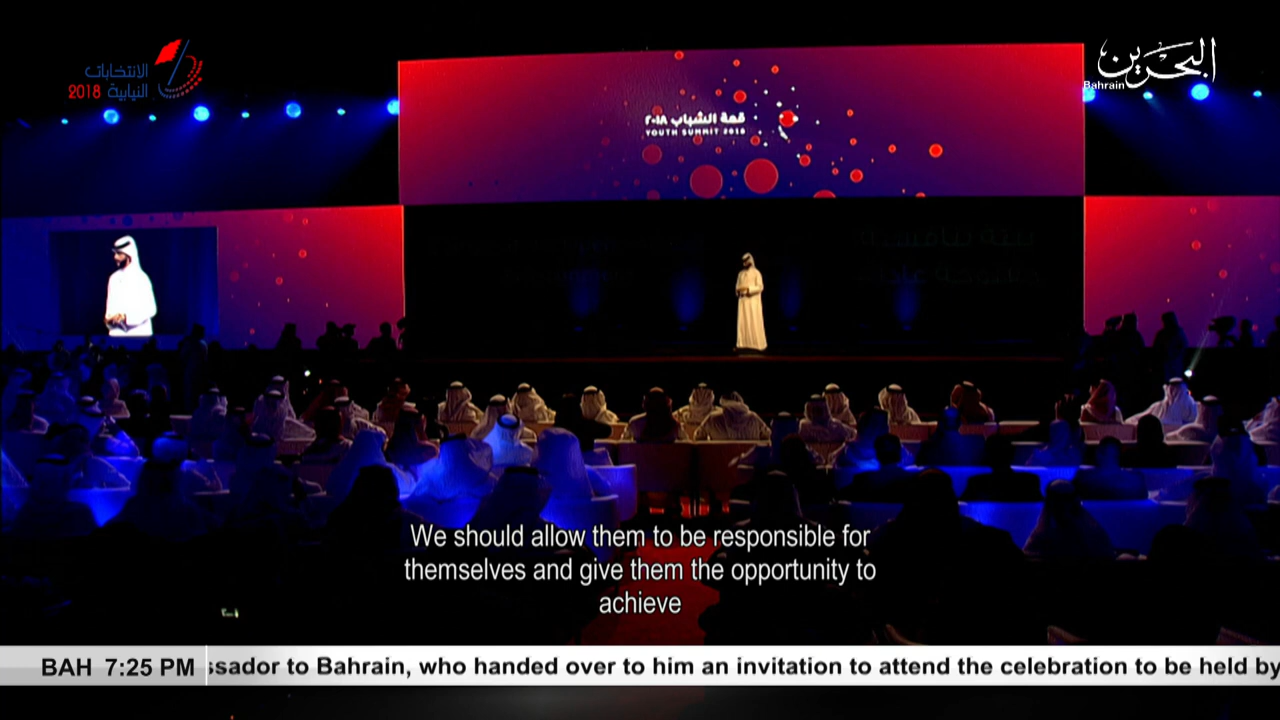 الانتخابات
النيابية 2018
البحرين
Bahrain
قمة الشباب ٢٠١٨
YOUTH SUMMIT 2018
We should allow them to be responsible for
themselves and give them the opportunity to
achieve
BAH 7:25 PM ssador to Bahrain, who handed over to him an invitation to attend the celebration to be held by